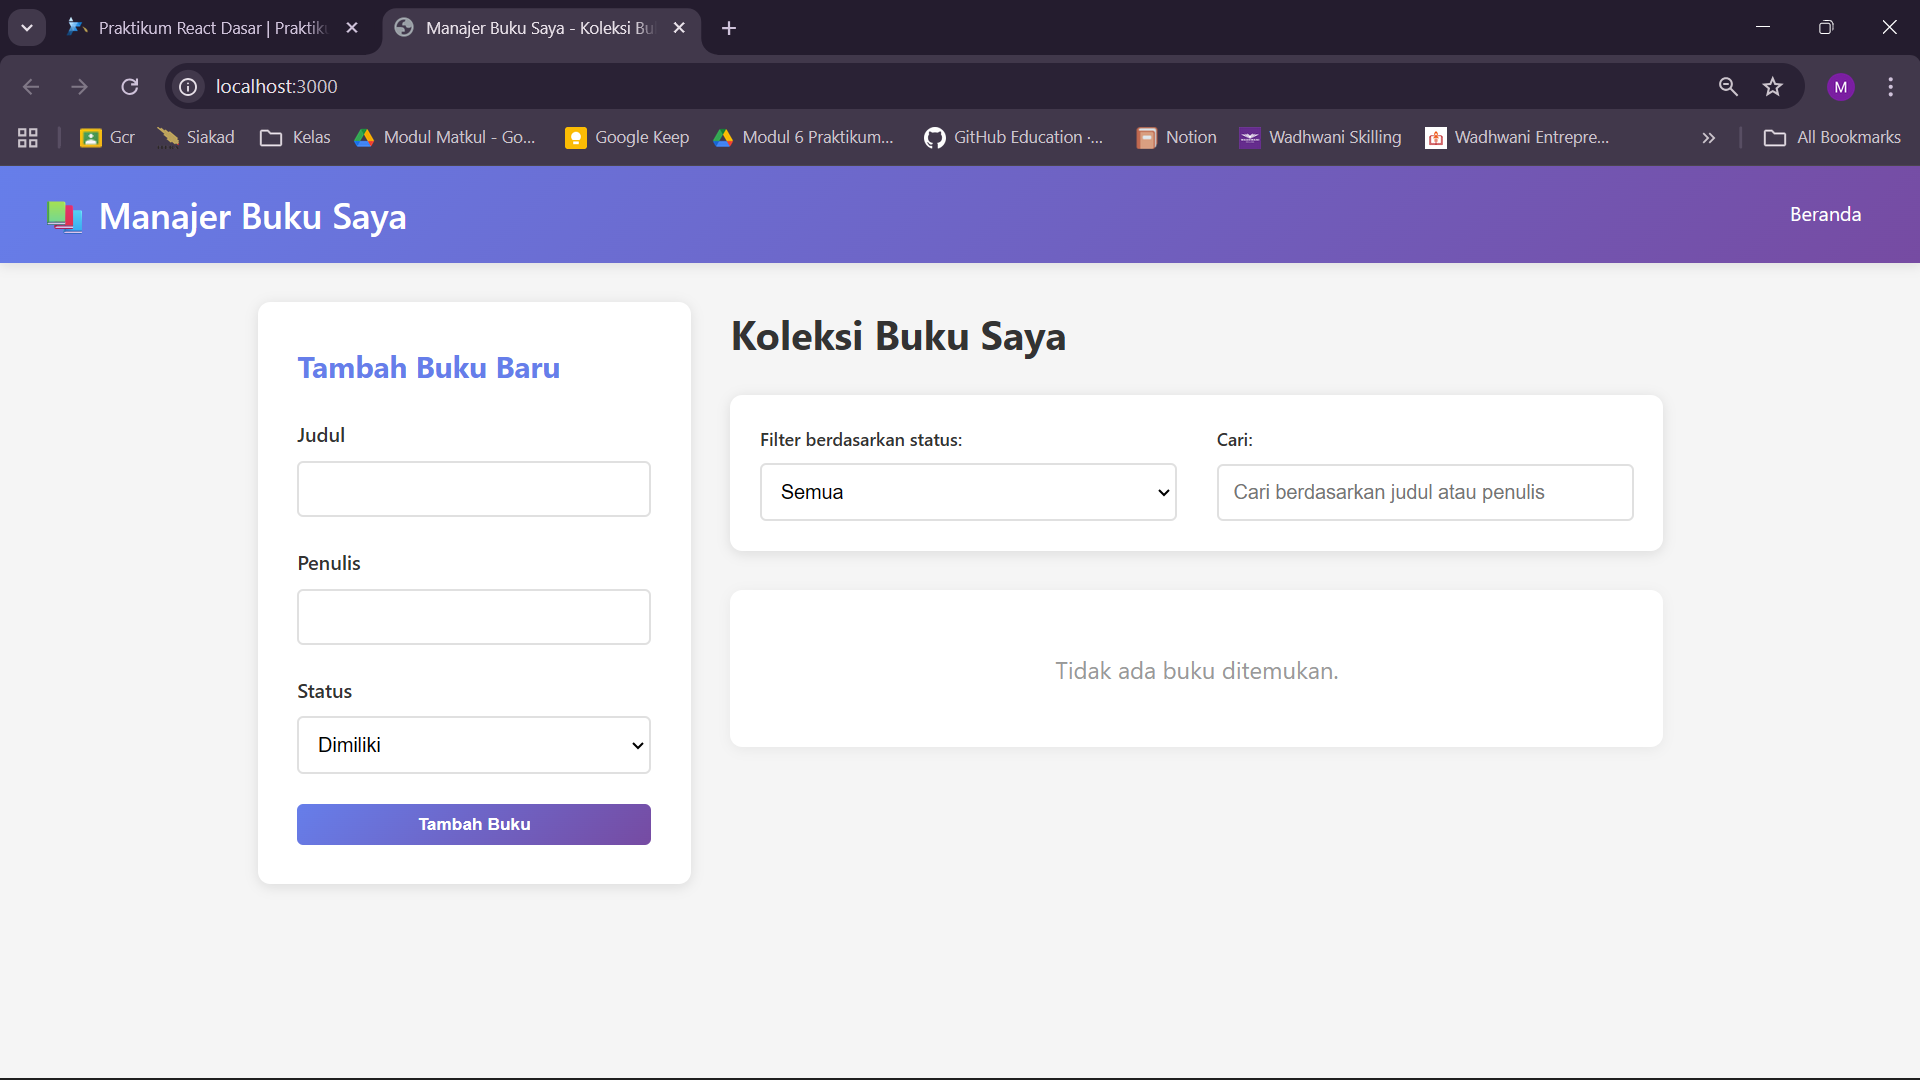 Praktikum React Dasar | Praktik
Manajer Buku Saya - Koleksi Bu
localhost:3000
M
Gcr
Siakad
Kelas
Modul Matkul - Go...
Google Keep
Modul 6 Praktikum...
GitHub Education ·...
Notion
Wadhwani Skilling
Wadhwani Entrepre...
All Bookmarks
Manajer Buku Saya
Beranda
Tambah Buku Baru
Judul
Penulis
Status
Dimiliki
Tambah Buku
Koleksi Buku Saya
Filter berdasarkan status:
Semua
Cari:
Cari berdasarkan judul atau penulis
Tidak ada buku ditemukan.